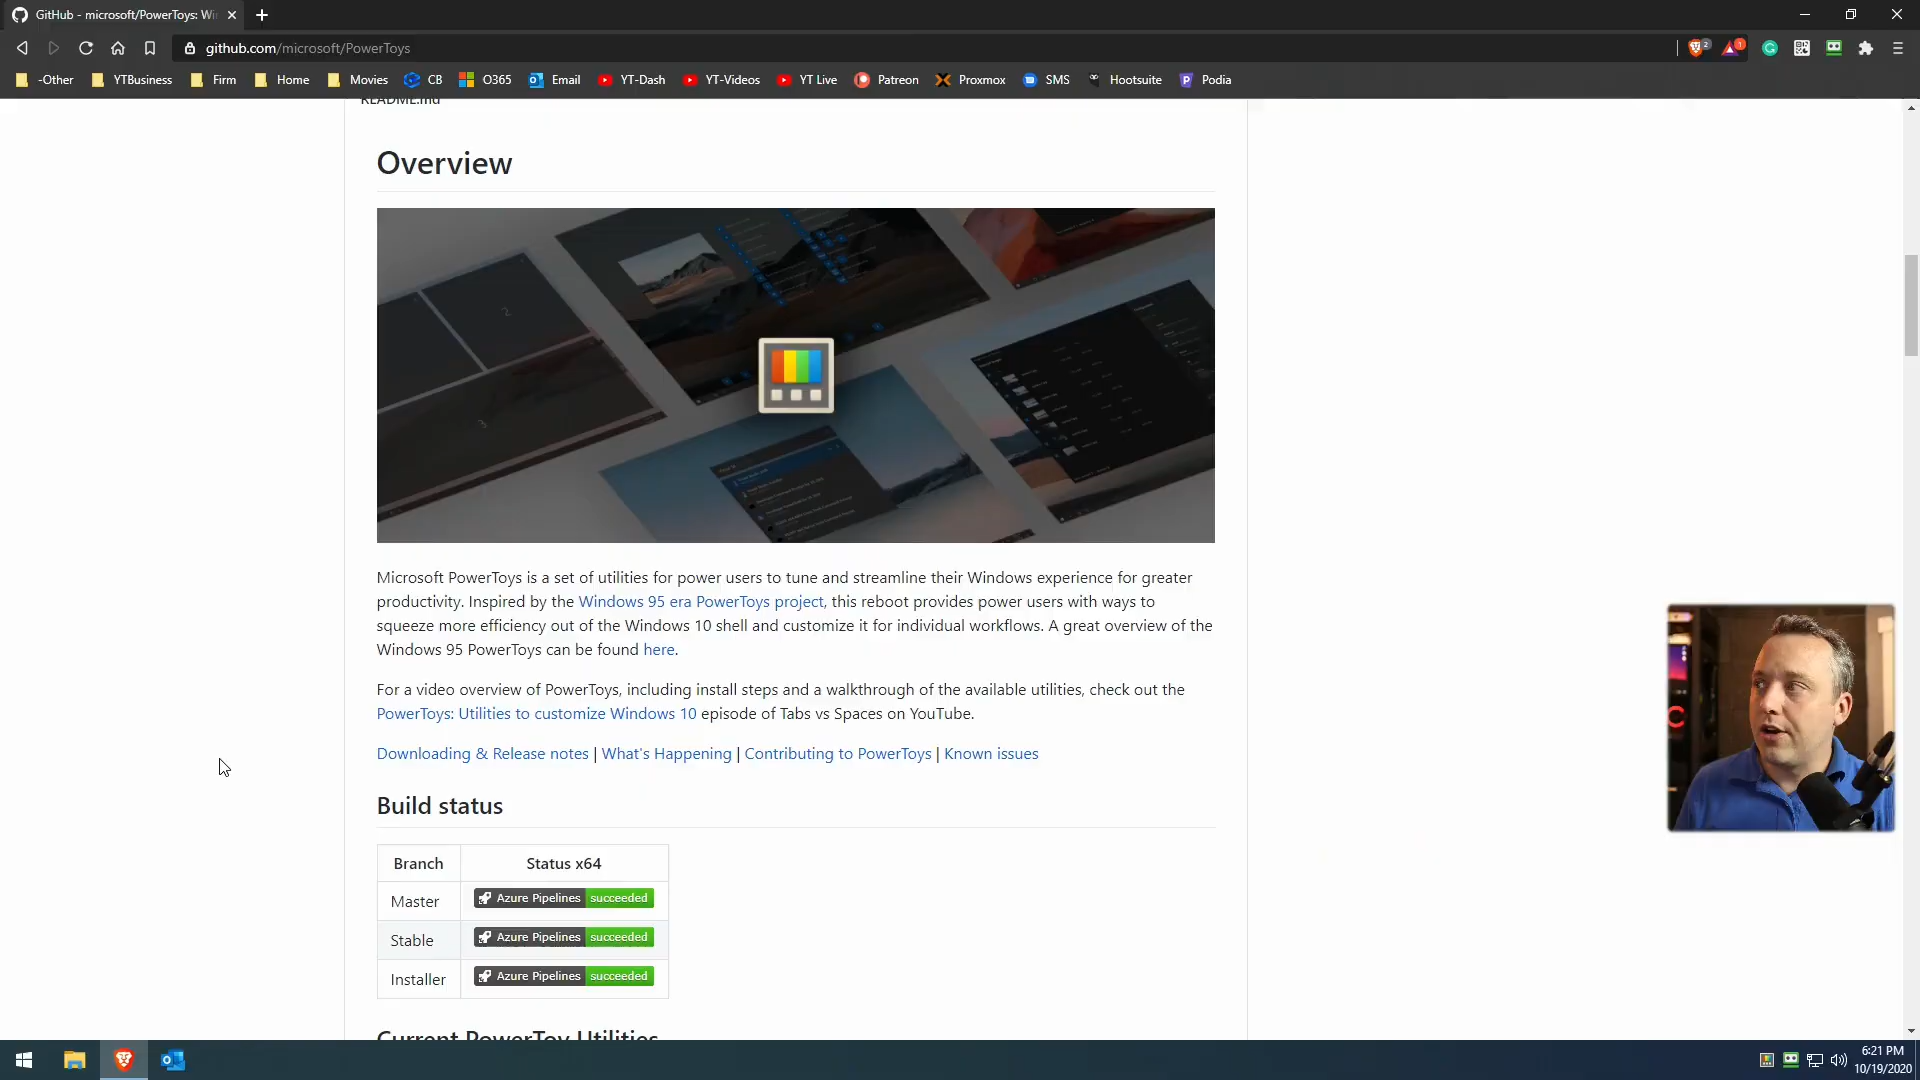 GitHub - microsoft/PowerToys: Wi
github.com/microsoft/PowerToys
2
1
-Other
YTBusiness
Firm
Home
Movies
CB
O365
Email
YT-Dash
YT-Videos
YT Live
Patreon
Proxmox
SMS
Hootsuite
Podia
README.md
Overview
Microsoft PowerToys is a set of utilities for power users to tune and streamline their Windows experience for greater
productivity. Inspired by the Windows 95 era PowerToys project, this reboot provides power users with ways to
squeeze more efficiency out of the Windows 10 shell and customize it for individual workflows. A great overview of the
Windows 95 PowerToys can be found here.
For a video overview of PowerToys, including install steps and a walkthrough of the available utilities, check out the
PowerToys: Utilities to customize Windows 10 episode of Tabs vs Spaces on YouTube.
Downloading & Release notes | What's Happening | Contributing to PowerToys | Known issues
Build status
Branch Status x64
Master Azure Pipelines succeeded
Stable Azure Pipelines succeeded
Installer Azure Pipelines succeeded
Current PowerToy Utilities
6:21 PM
10/19/2020